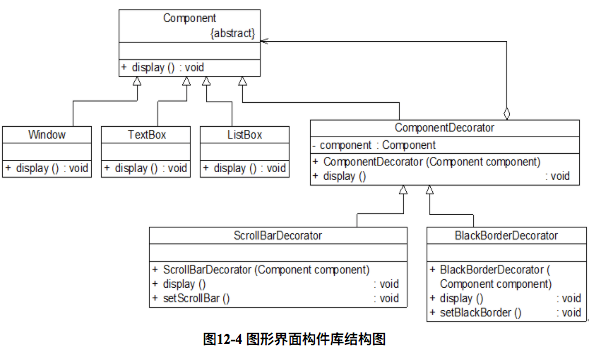 Component
{abstract}
+ display () : void
Window
+ display () : void
TextBox
+ display () : void
ListBox
+ display () : void
ComponentDecorator
- component : Component
+ ComponentDecorator (Component component)
+ display () : void
ScrollBarDecorator
+ ScrollBarDecorator (Component component)
+ display () : void
+ setScrollBar () : void
BlackBorderDecorator
+ BlackBorderDecorator (
Component component)
+ display () : void
+ setBlackBorder () : void
图12-4 图形界面构件库结构图